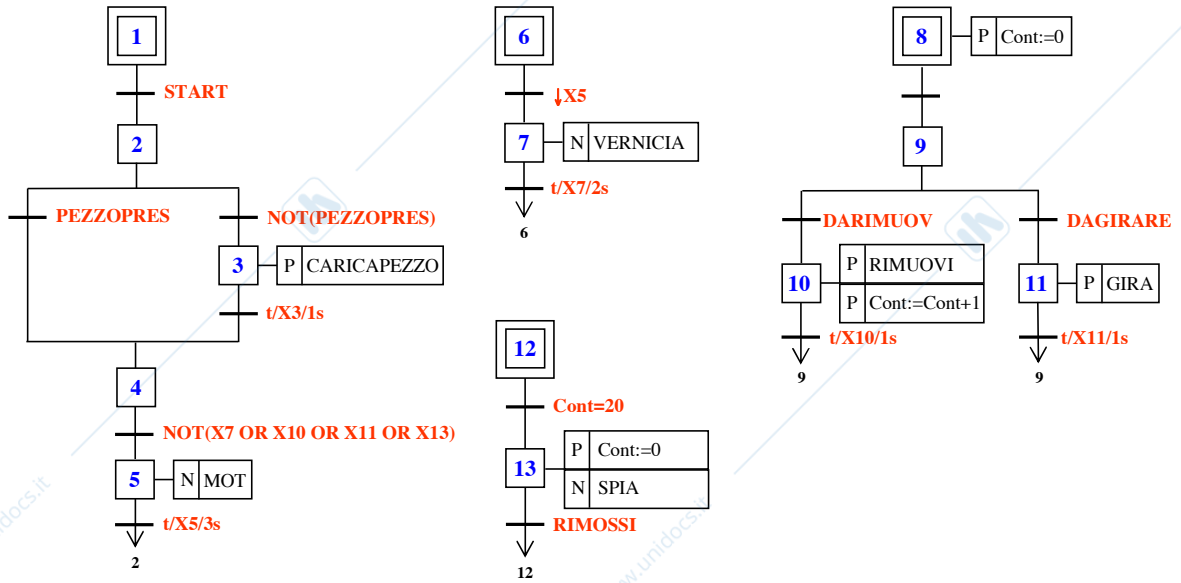 1
START
2
PEZZOPRES
NOT(PEZZOPRES)
3
P CARICAPEZZO
t/X3/1s
4
NOT(X7 OR X10 OR X11 OR X13)
5
N MOT
t/X5/3s
2
6
↓X5
7
N VERNICIA
t/X7/2s
6
12
Cont=20
13
P Cont:=0
N SPIA
RIMOSSI
12
8
P Cont:=0
9
DARIMUOV
DAGIRARE
10
P RIMUOVI
P Cont:=Cont+1
11
P GIRA
t/X10/1s
t/X11/1s
9
9
www.unidocs.it